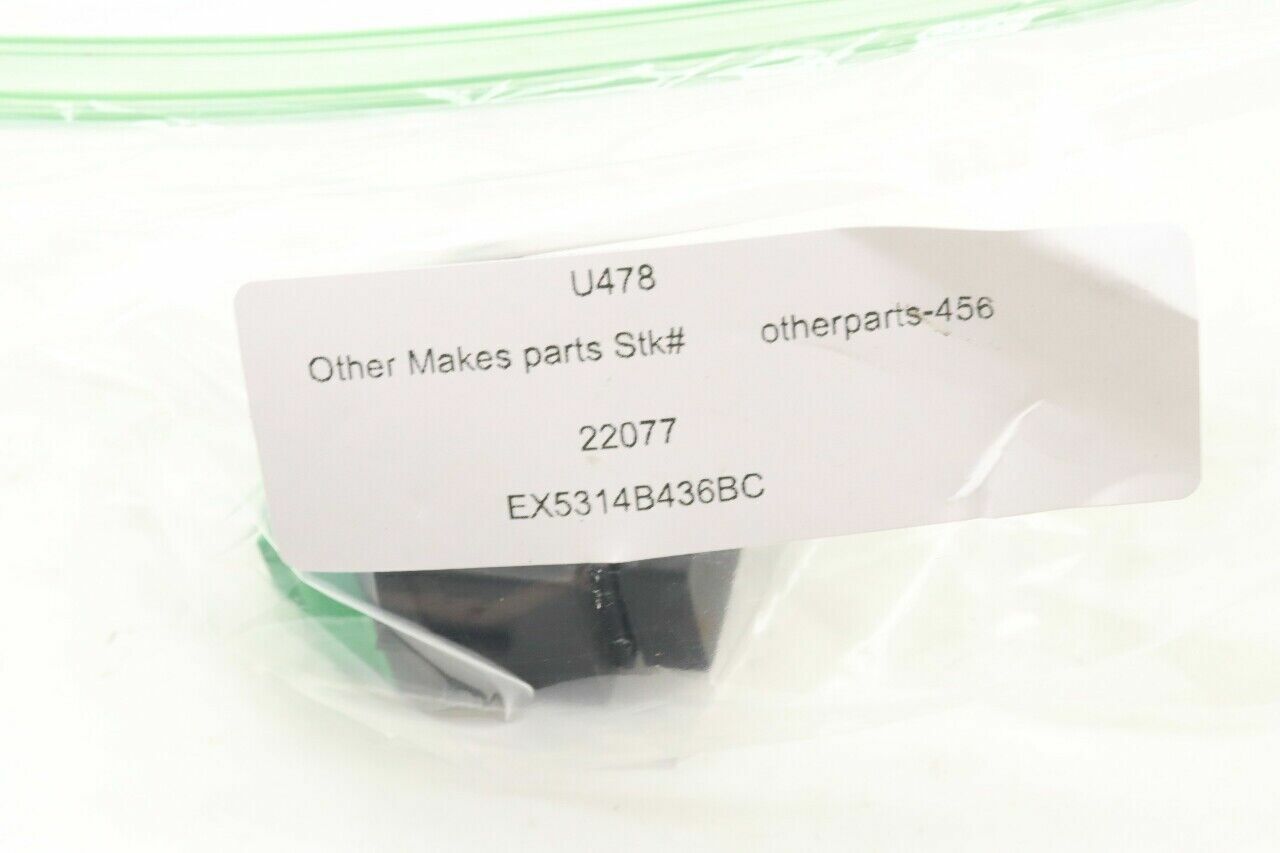 U478
Other Makes parts Stk# otherparts-456
22077
EX5314B436BC